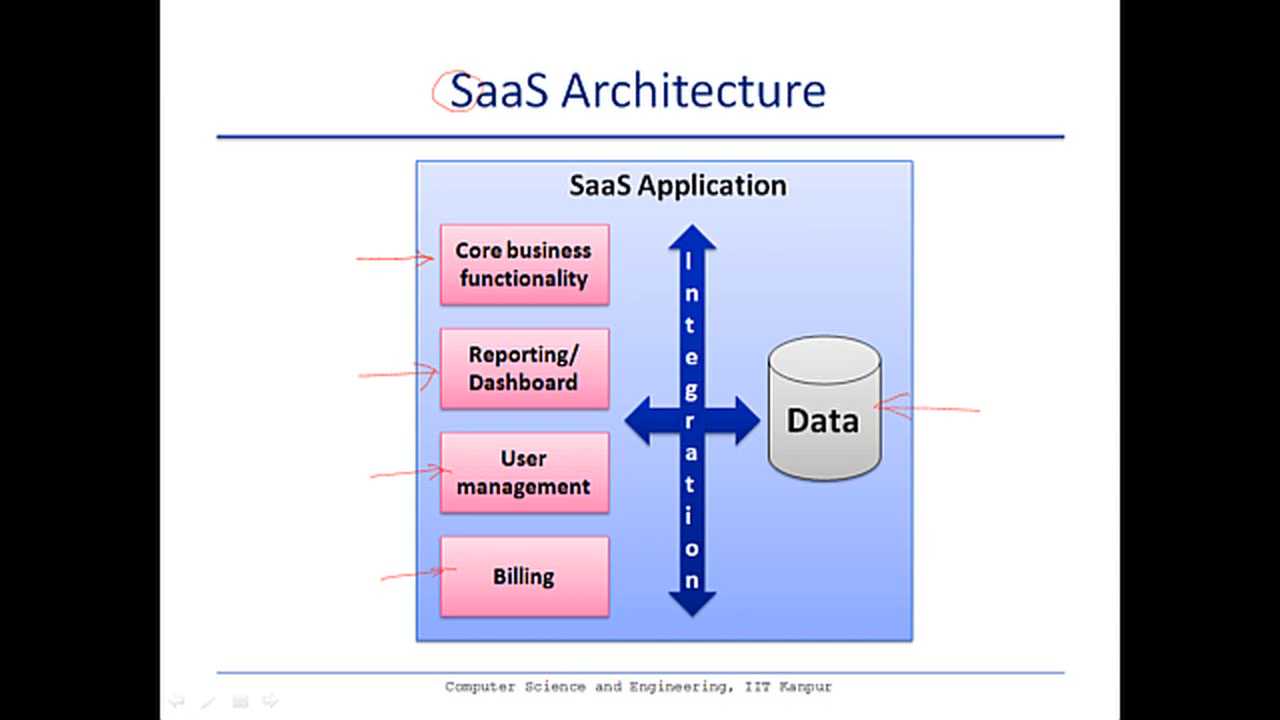 SaaS Architecture
SaaS Application
Core business
functionality
Reporting/
Dashboard
User
management
Billing
Integration
Data
Computer Science and Engineering, IIT Kanpur